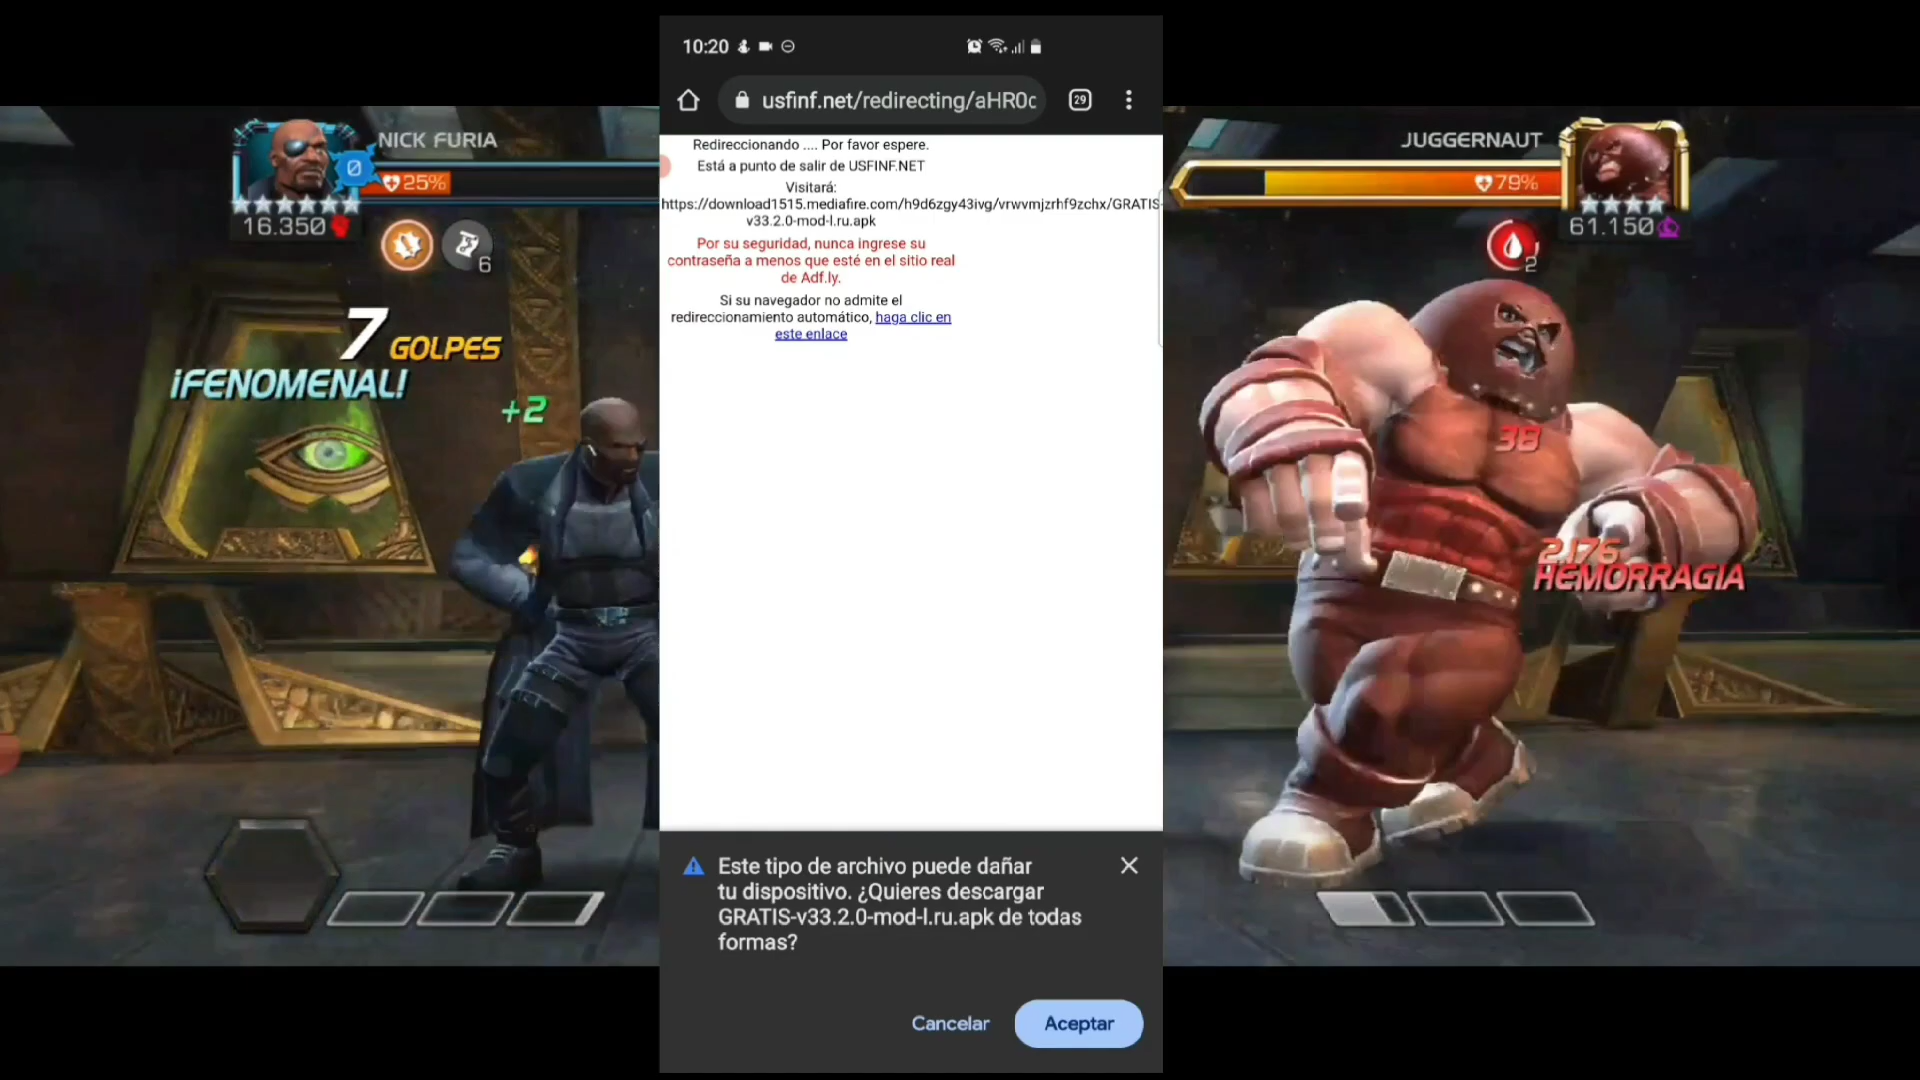 NICK FURIA
0
25%
16.350
6
7 GOLPES
¡FENOMENAL!
+2
10:20
usfinf.net/redirecting/aHR0c
29
Redireccionando .... Por favor espere.
Está a punto de salir de USFINF.NET
Visitará:
https://download1515.mediafire.com/h9d6zgy43ivg/vrwvmjzrhf9zchx/GRATIS-
v33.2.0-mod-l.ru.apk
Por su seguridad, nunca ingrese su
contraseña a menos que esté en el sitio real
de Adf.ly.
Si su navegador no admite el
redireccionamiento automático, haga clic en
este enlace
Este tipo de archivo puede dañar
tu dispositivo. ¿Quieres descargar
GRATIS-v33.2.0-mod-l.ru.apk de todas
formas?
Cancelar
Aceptar
JUGGERNAUT
79%
61.150
2
38
2.176
HEMORRAGIA